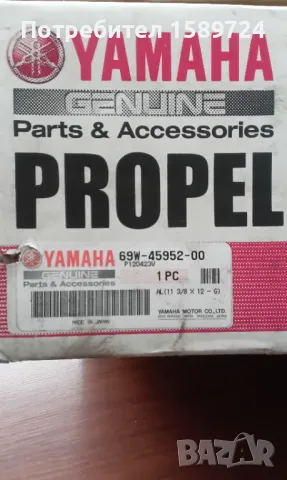 Потребител 1589724
YAMAHA
GENUINE
Parts & Accessories
PROPEL
YAMAHA 69W-45952-00
GENUINE P120423V
Parts & Accessories 1 PC
AL(11 3/8 X 12 - G)
MADE IN JAPAN
YAMAHA MOTOR CO., LTD.
bazar